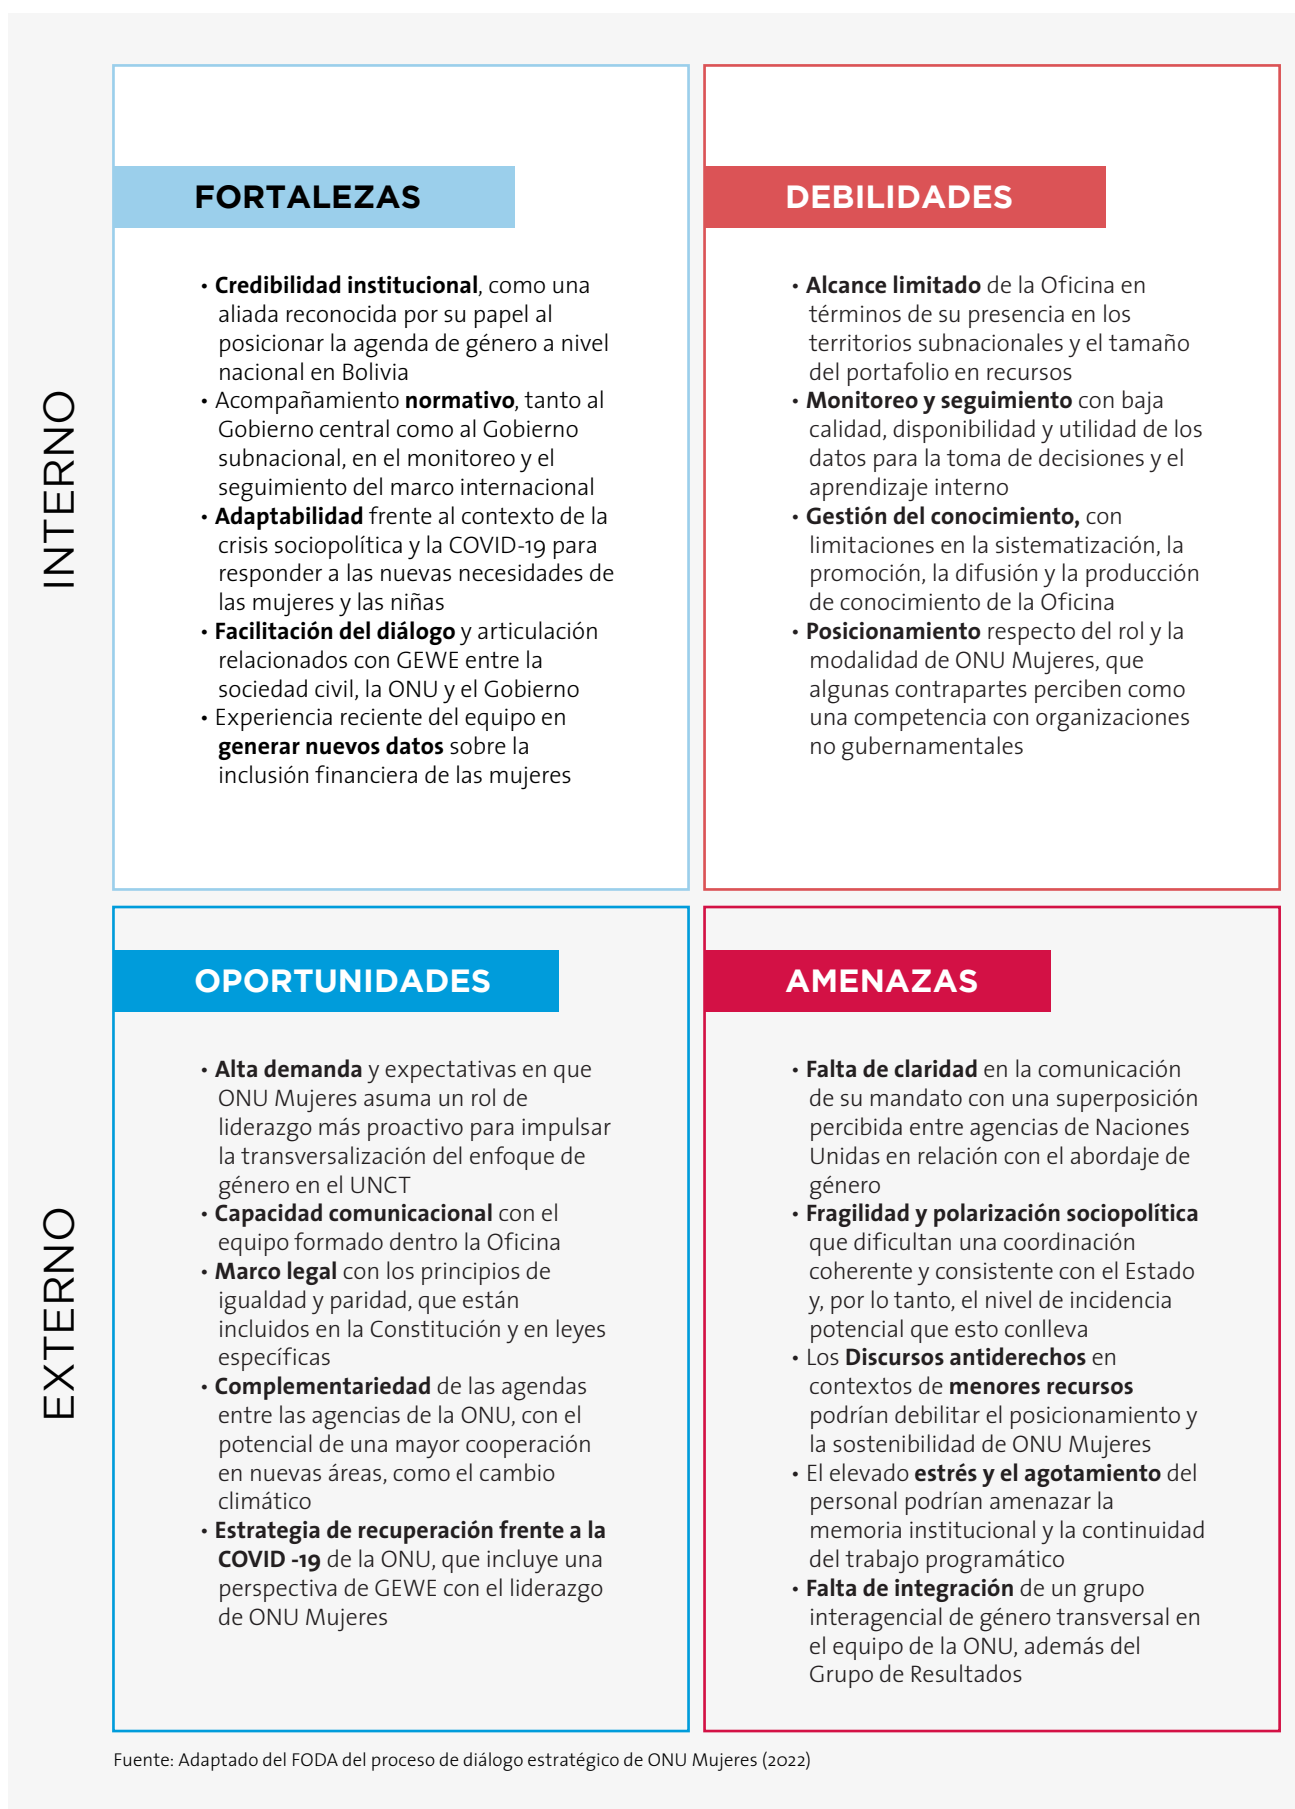 INTERNO
FORTALEZAS
• Credibilidad institucional, como una
aliada reconocida por su papel al
posicionar la agenda de género a nivel
nacional en Bolivia
• Acompañamiento normativo, tanto al
Gobierno central como al Gobierno
subnacional, en el monitoreo y el
seguimiento del marco internacional
• Adaptabilidad frente al contexto de la
crisis sociopolítica y la COVID-19 para
responder a las nuevas necesidades de
las mujeres y las niñas
• Facilitación del diálogo y articulación
relacionados con GEWE entre la
sociedad civil, la ONU y el Gobierno
• Experiencia reciente del equipo en
generar nuevos datos sobre la
inclusión financiera de las mujeres
DEBILIDADES
• Alcance limitado de la Oficina en
términos de su presencia en los
territorios subnacionales y el tamaño
del portafolio en recursos
• Monitoreo y seguimiento con baja
calidad, disponibilidad y utilidad de los
datos para la toma de decisiones y el
aprendizaje interno
• Gestión del conocimiento, con
limitaciones en la sistematización, la
promoción, la difusión y la producción
de conocimiento de la Oficina
• Posicionamiento respecto del rol y la
modalidad de ONU Mujeres, que
algunas contrapartes perciben como
una competencia con organizaciones
no gubernamentales
EXTERNO
OPORTUNIDADES
• Alta demanda y expectativas en que
ONU Mujeres asuma un rol de
liderazgo más proactivo para impulsar
la transversalización del enfoque de
género en el UNCT
• Capacidad comunicacional con el
equipo formado dentro la Oficina
• Marco legal con los principios de
igualdad y paridad, que están
incluidos en la Constitución y en leyes
específicas
• Complementariedad de las agendas
entre las agencias de la ONU, con el
potencial de una mayor cooperación
en nuevas áreas, como el cambio
climático
• Estrategia de recuperación frente a la
COVID -19 de la ONU, que incluye una
perspectiva de GEWE con el liderazgo
de ONU Mujeres
AMENAZAS
• Falta de claridad en la comunicación
de su mandato con una superposición
percibida entre agencias de Naciones
Unidas en relación con el abordaje de
género
• Fragilidad y polarización sociopolítica
que dificultan una coordinación
coherente y consistente con el Estado
y, por lo tanto, el nivel de incidencia
potencial que esto conlleva
• Los Discursos antiderechos en
contextos de menores recursos
podrían debilitar el posicionamiento y
la sostenibilidad de ONU Mujeres
• El elevado estrés y el agotamiento del
personal podrían amenazar la
memoria institucional y la continuidad
del trabajo programático
• Falta de integración de un grupo
interagencial de género transversal en
el equipo de la ONU, además del
Grupo de Resultados
Fuente: Adaptado del FODA del proceso de diálogo estratégico de ONU Mujeres (2022)